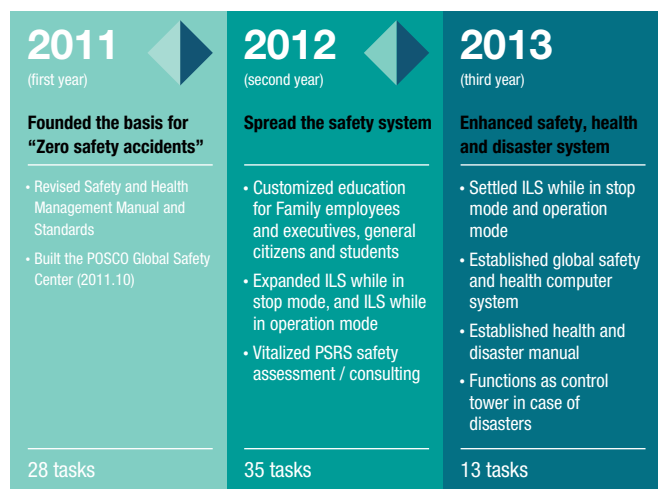 2011
(first year)
Founded the basis for
“Zero safety accidents”
• Revised Safety and Health
Management Manual and
Standards
• Built the POSCO Global Safety
Center (2011.10)
28 tasks
2012
(second year)
Spread the safety system
• Customized education
for Family employees
and executives, general
citizens and students
• Expanded ILS while in
stop mode, and ILS while
in operation mode
• Vitalized PSRS safety
assessment / consulting
35 tasks
2013
(third year)
Enhanced safety, health
and disaster system
• Settled ILS while in stop
mode and operation
mode
• Established global safety
and health computer
system
• Established health and
disaster manual
• Functions as control
tower in case of
disasters
13 tasks